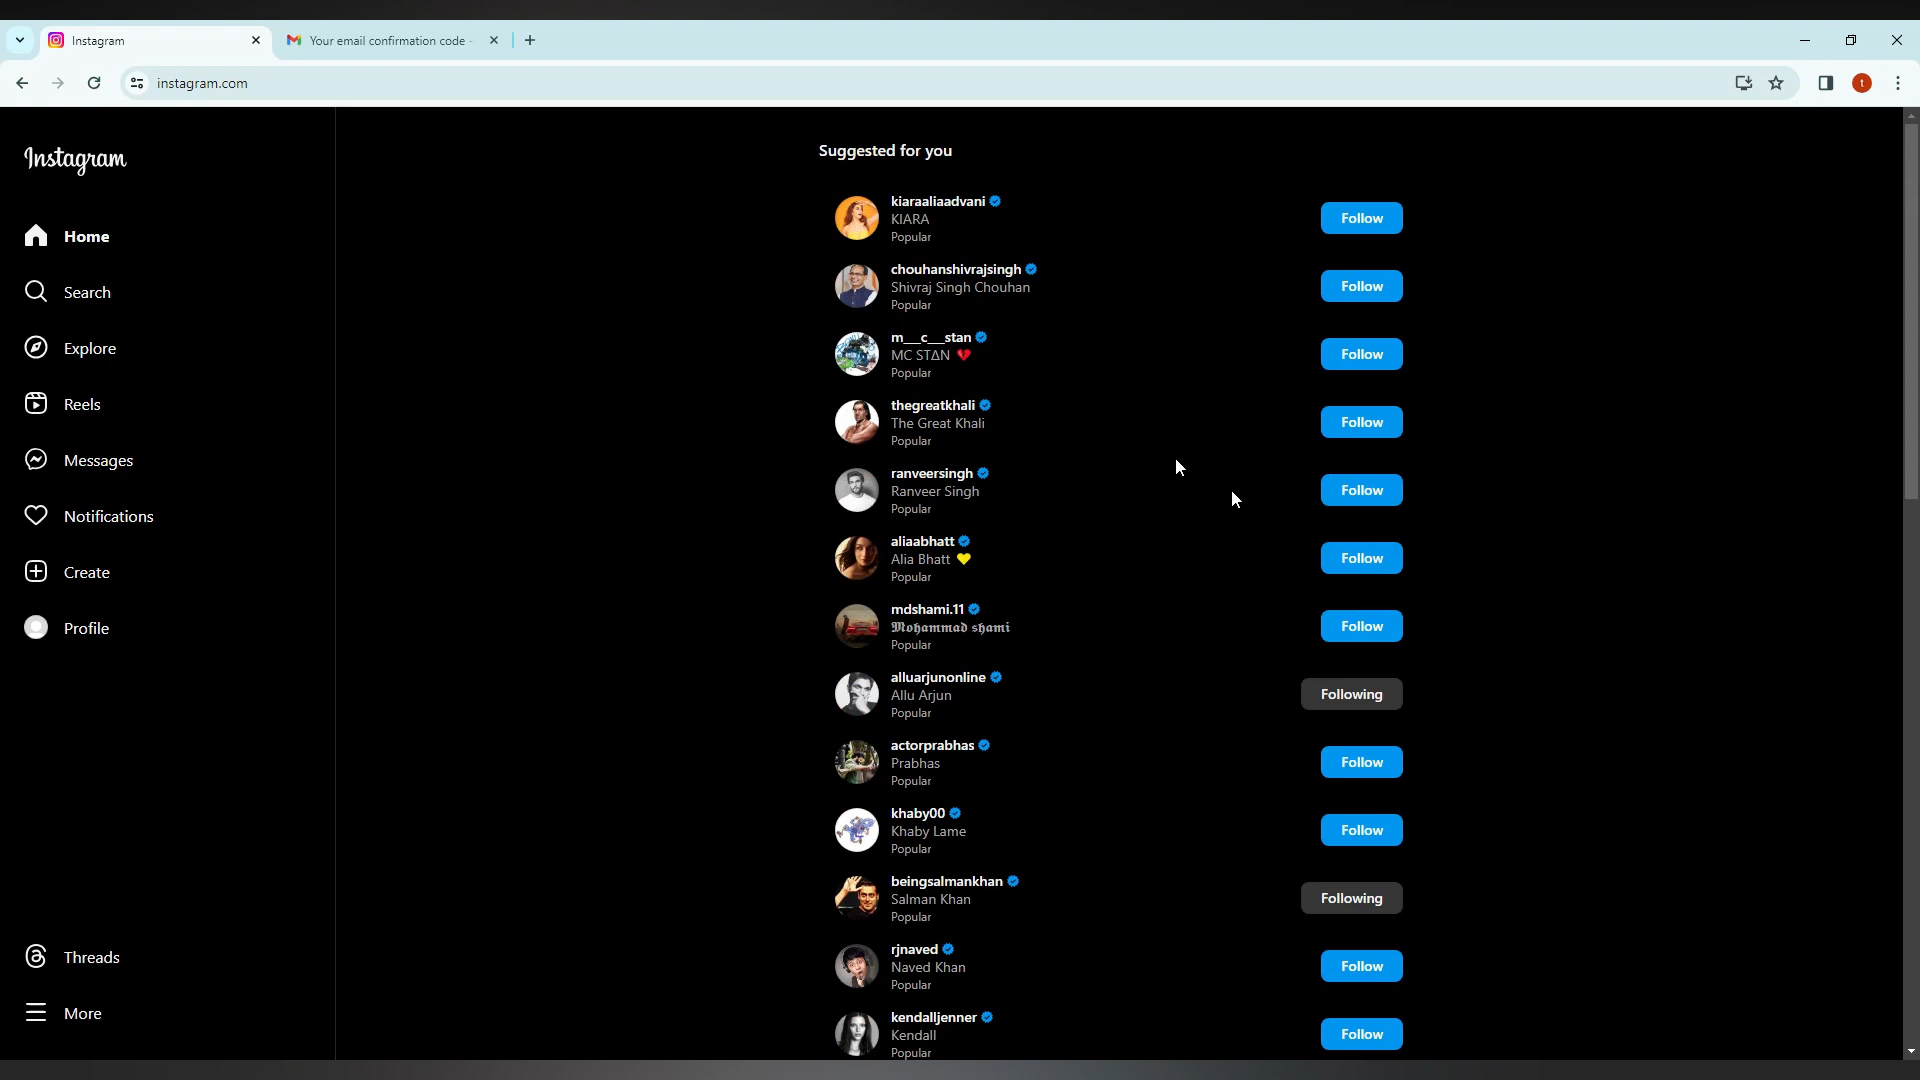 Instagram
Your email confirmation code -
instagram.com
t
Instagram
Home
Search
Explore
Reels
Messages
Notifications
Create
Profile
Threads
More
Suggested for you
kiaraaliaadvani
KIARA
Popular
Follow
chouhanshivrajsingh
Shivraj Singh Chouhan
Popular
Follow
m___c___stan
MC STΔN 💔
Popular
Follow
thegreatkhali
The Great Khali
Popular
Follow
ranveersingh
Ranveer Singh
Popular
Follow
aliaabhatt
Alia Bhatt 💛
Popular
Follow
mdshami.11
𝕸𝖔𝖍𝖆𝖒𝖒𝖆𝖉 𝖘𝖍𝖆𝖒𝖎
Popular
Follow
alluarjunonline
Allu Arjun
Popular
Following
actorprabhas
Prabhas
Popular
Follow
khaby00
Khaby Lame
Popular
Follow
beingsalmankhan
Salman Khan
Popular
Following
rjnaved
Naved Khan
Popular
Follow
kendalljenner
Kendall
Popular
Follow